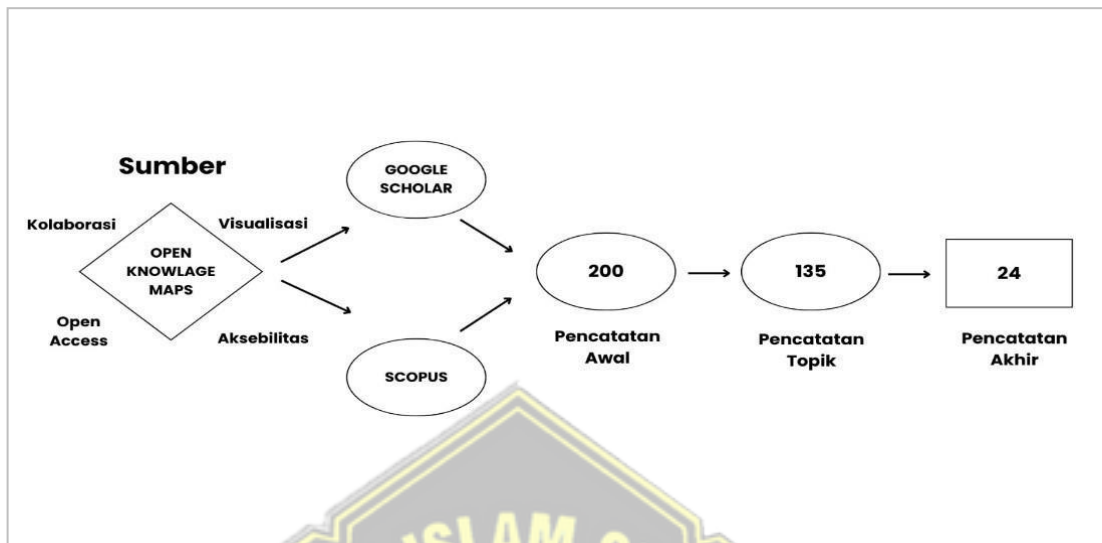 Sumber
Kolaborasi
Visualisasi
OPEN
KNOWLAGE
MAPS
Open
Access
Aksebilitas
GOOGLE
SCHOLAR
SCOPUS
200
Pencatatan
Awal
135
Pencatatan
Topik
24
Pencatatan
Akhir
ISLAM